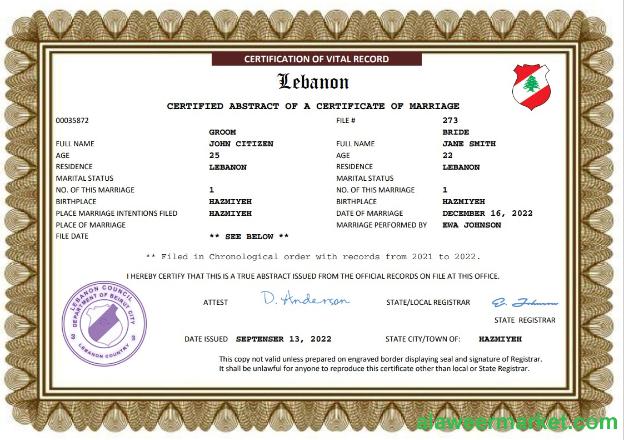 CERTIFICATION OF VITAL RECORD
Lebanon
CERTIFIED ABSTRACT OF A CERTIFICATE OF MARRIAGE
00035872 FILE # 273
GROOM BRIDE
FULL NAME JOHN CITIZEN FULL NAME JANE SMITH
AGE 25 AGE 22
RESIDENCE LEBANON RESIDENCE LEBANON
MARITAL STATUS MARITAL STATUS
NO. OF THIS MARRIAGE 1 NO. OF THIS MARRIAGE 1
BIRTHPLACE HAZMIYEH BIRTHPLACE HAZMIYEH
PLACE MARRIAGE INTENTIONS FILED HAZMIYEH DATE OF MARRIAGE DECEMBER 16, 2022
PLACE OF MARRIAGE MARRIAGE PERFORMED BY EWA JOHNSON
FILE DATE ** SEE BELOW **
** Filed in Chronological order with records from 2021 to 2022.
I HEREBY CERTIFY THAT THIS IS A TRUE ABSTRACT ISSUED FROM THE OFFICIAL RECORDS ON FILE AT THIS OFFICE.
LEBANON COUNCIL
DEPARTMENT OF BEIRUT CITY
LEBANON COUNTRY
ATTEST D. Anderson STATE/LOCAL REGISTRAR E. Johnson
STATE REGISTRAR
DATE ISSUED SEPTENSER 13, 2022 STATE CITY/TOWN OF: HAZMIYEH
This copy not valid unless prepared on engraved border displaying seal and signature of Registrar.
It shall be unlawful for anyone to reproduce this certificate other than local or State Registrar.
alaweermarket.com